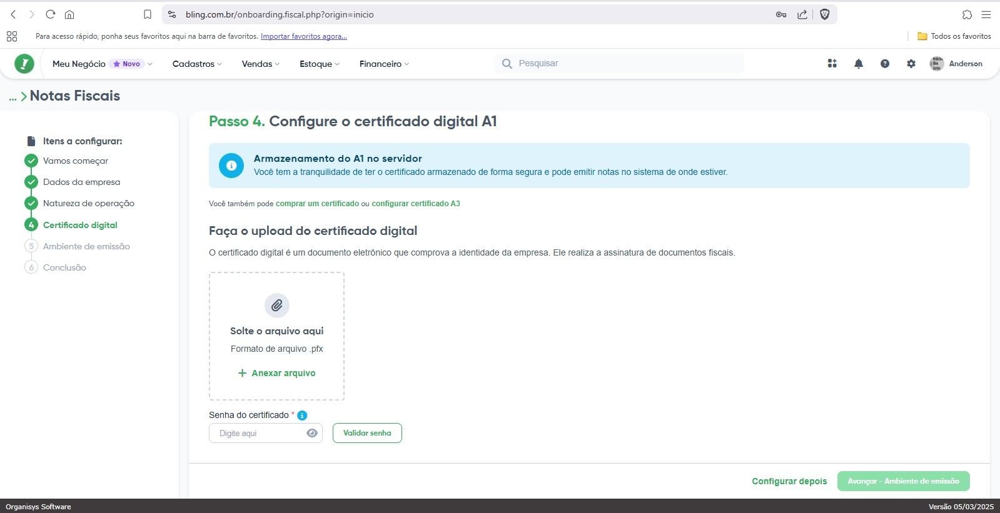 bling.com.br/onboarding.fiscal.php?origin=inicio
Para acesso rápido, ponha seus favoritos aqui na barra de favoritos. Importar favoritos agora...
Todos os favoritos
Meu Negócio Novo Cadastros Vendas Estoque Financeiro Pesquisar Anderson
... Notas Fiscais
Itens a configurar:
Vamos começar
Dados da empresa
Natureza de operação
4 Certificado digital
5 Ambiente de emissão
6 Conclusão
Passo 4. Configure o certificado digital A1
Armazenamento do A1 no servidor
Você tem a tranquilidade de ter o certificado armazenado de forma segura e pode emitir notas no sistema de onde estiver.
Você também pode comprar um certificado ou configurar certificado A3
Faça o upload do certificado digital
O certificado digital é um documento eletrônico que comprova a identidade da empresa. Ele realiza a assinatura de documentos fiscais.
Solte o arquivo aqui
Formato de arquivo .pfx
+ Anexar arquivo
Senha do certificado *
Digite aqui
Validar senha
Configurar depois
Avançar - Ambiente de emissão
Organisys Software
Versão 05/03/2025